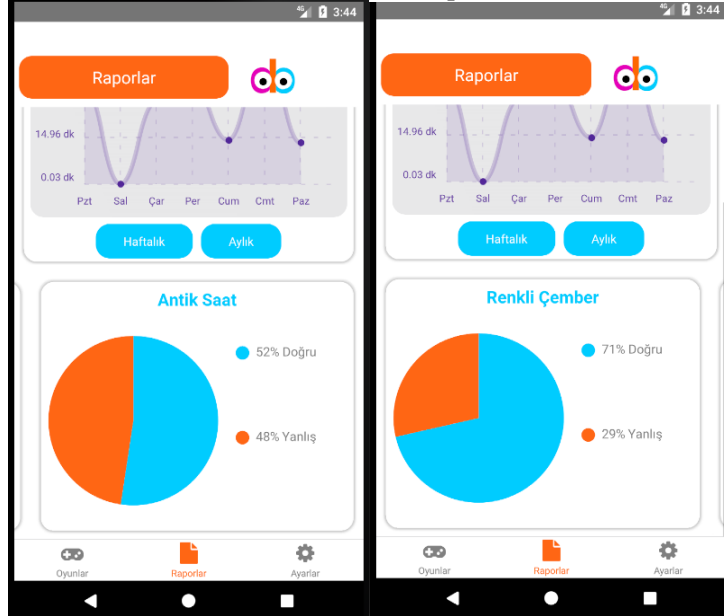 4G 3:44
Raporlar
14.96 dk
0.03 dk
Pzt Sal Çar Per Cum Cmt Paz
Haftalık Aylık
Antik Saat
52% Doğru
48% Yanlış
Oyunlar Raporlar Ayarlar
4G 3:44
Raporlar
14.96 dk
0.03 dk
Pzt Sal Çar Per Cum Cmt Paz
Haftalık Aylık
Renkli Çember
71% Doğru
29% Yanlış
Oyunlar Raporlar Ayarlar